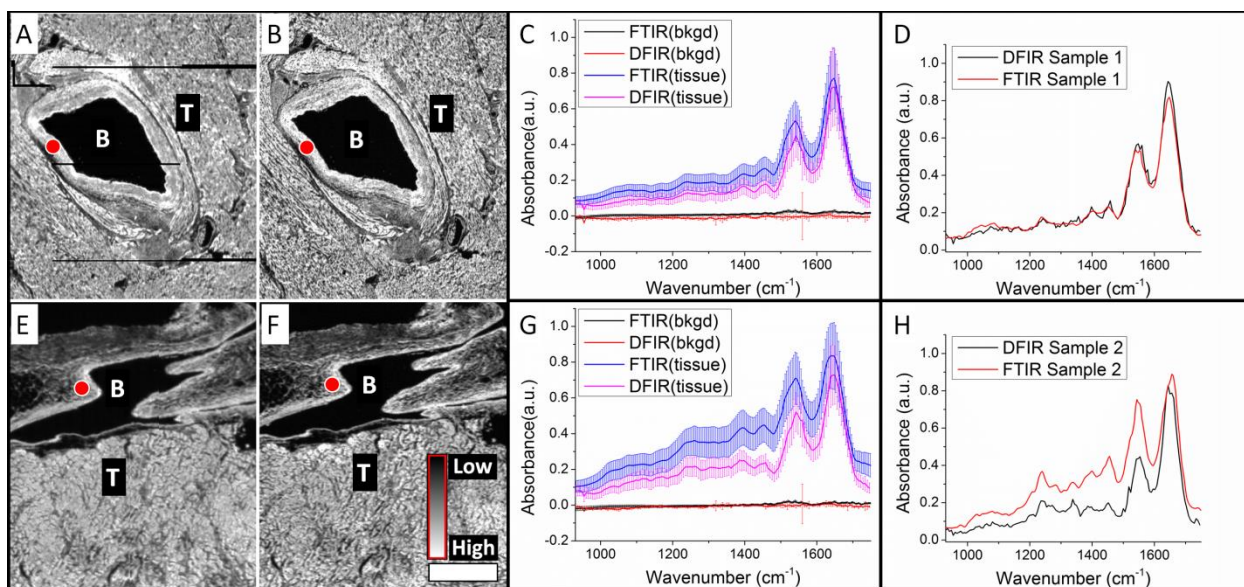 A
B
T
B
B
T
C
FTIR(bkgd)
DFIR(bkgd)
FTIR(tissue)
DFIR(tissue)
Absorbance(a.u.)
1.0
0.8
0.6
0.4
0.2
0.0
-0.2
1000 1200 1400 1600
Wavenumber (cm⁻¹)
D
DFIR Sample 1
FTIR Sample 1
Absorbance (a.u.)
1.0
0.8
0.6
0.4
0.2
0.0
1000 1200 1400 1600
Wavenumber (cm⁻¹)
E
B
T
F
B
T
Low
High
G
FTIR(bkgd)
DFIR(bkgd)
FTIR(tissue)
DFIR(tissue)
Absorbance(a.u.)
1.0
0.8
0.6
0.4
0.2
0.0
-0.2
1000 1200 1400 1600
Wavenumber (cm⁻¹)
H
DFIR Sample 2
FTIR Sample 2
Absorbance (a.u.)
1.0
0.8
0.6
0.4
0.2
0.0
1000 1200 1400 1600
Wavenumber (cm⁻¹)